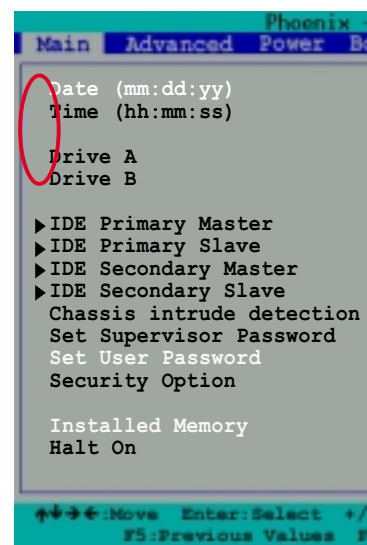 Phoenix -
Main Advanced Power
Date (mm:dd:yy)
Time (hh:mm:ss)
Drive A
Drive B
IDE Primary Master
IDE Primary Slave
IDE Secondary Master
IDE Secondary Slave
Chassis intrude detection
Set Supervisor Password
Set User Password
Security Option
Installed Memory
Halt On
↑↓→←:Move Enter:Select +/
F5:Previous Values